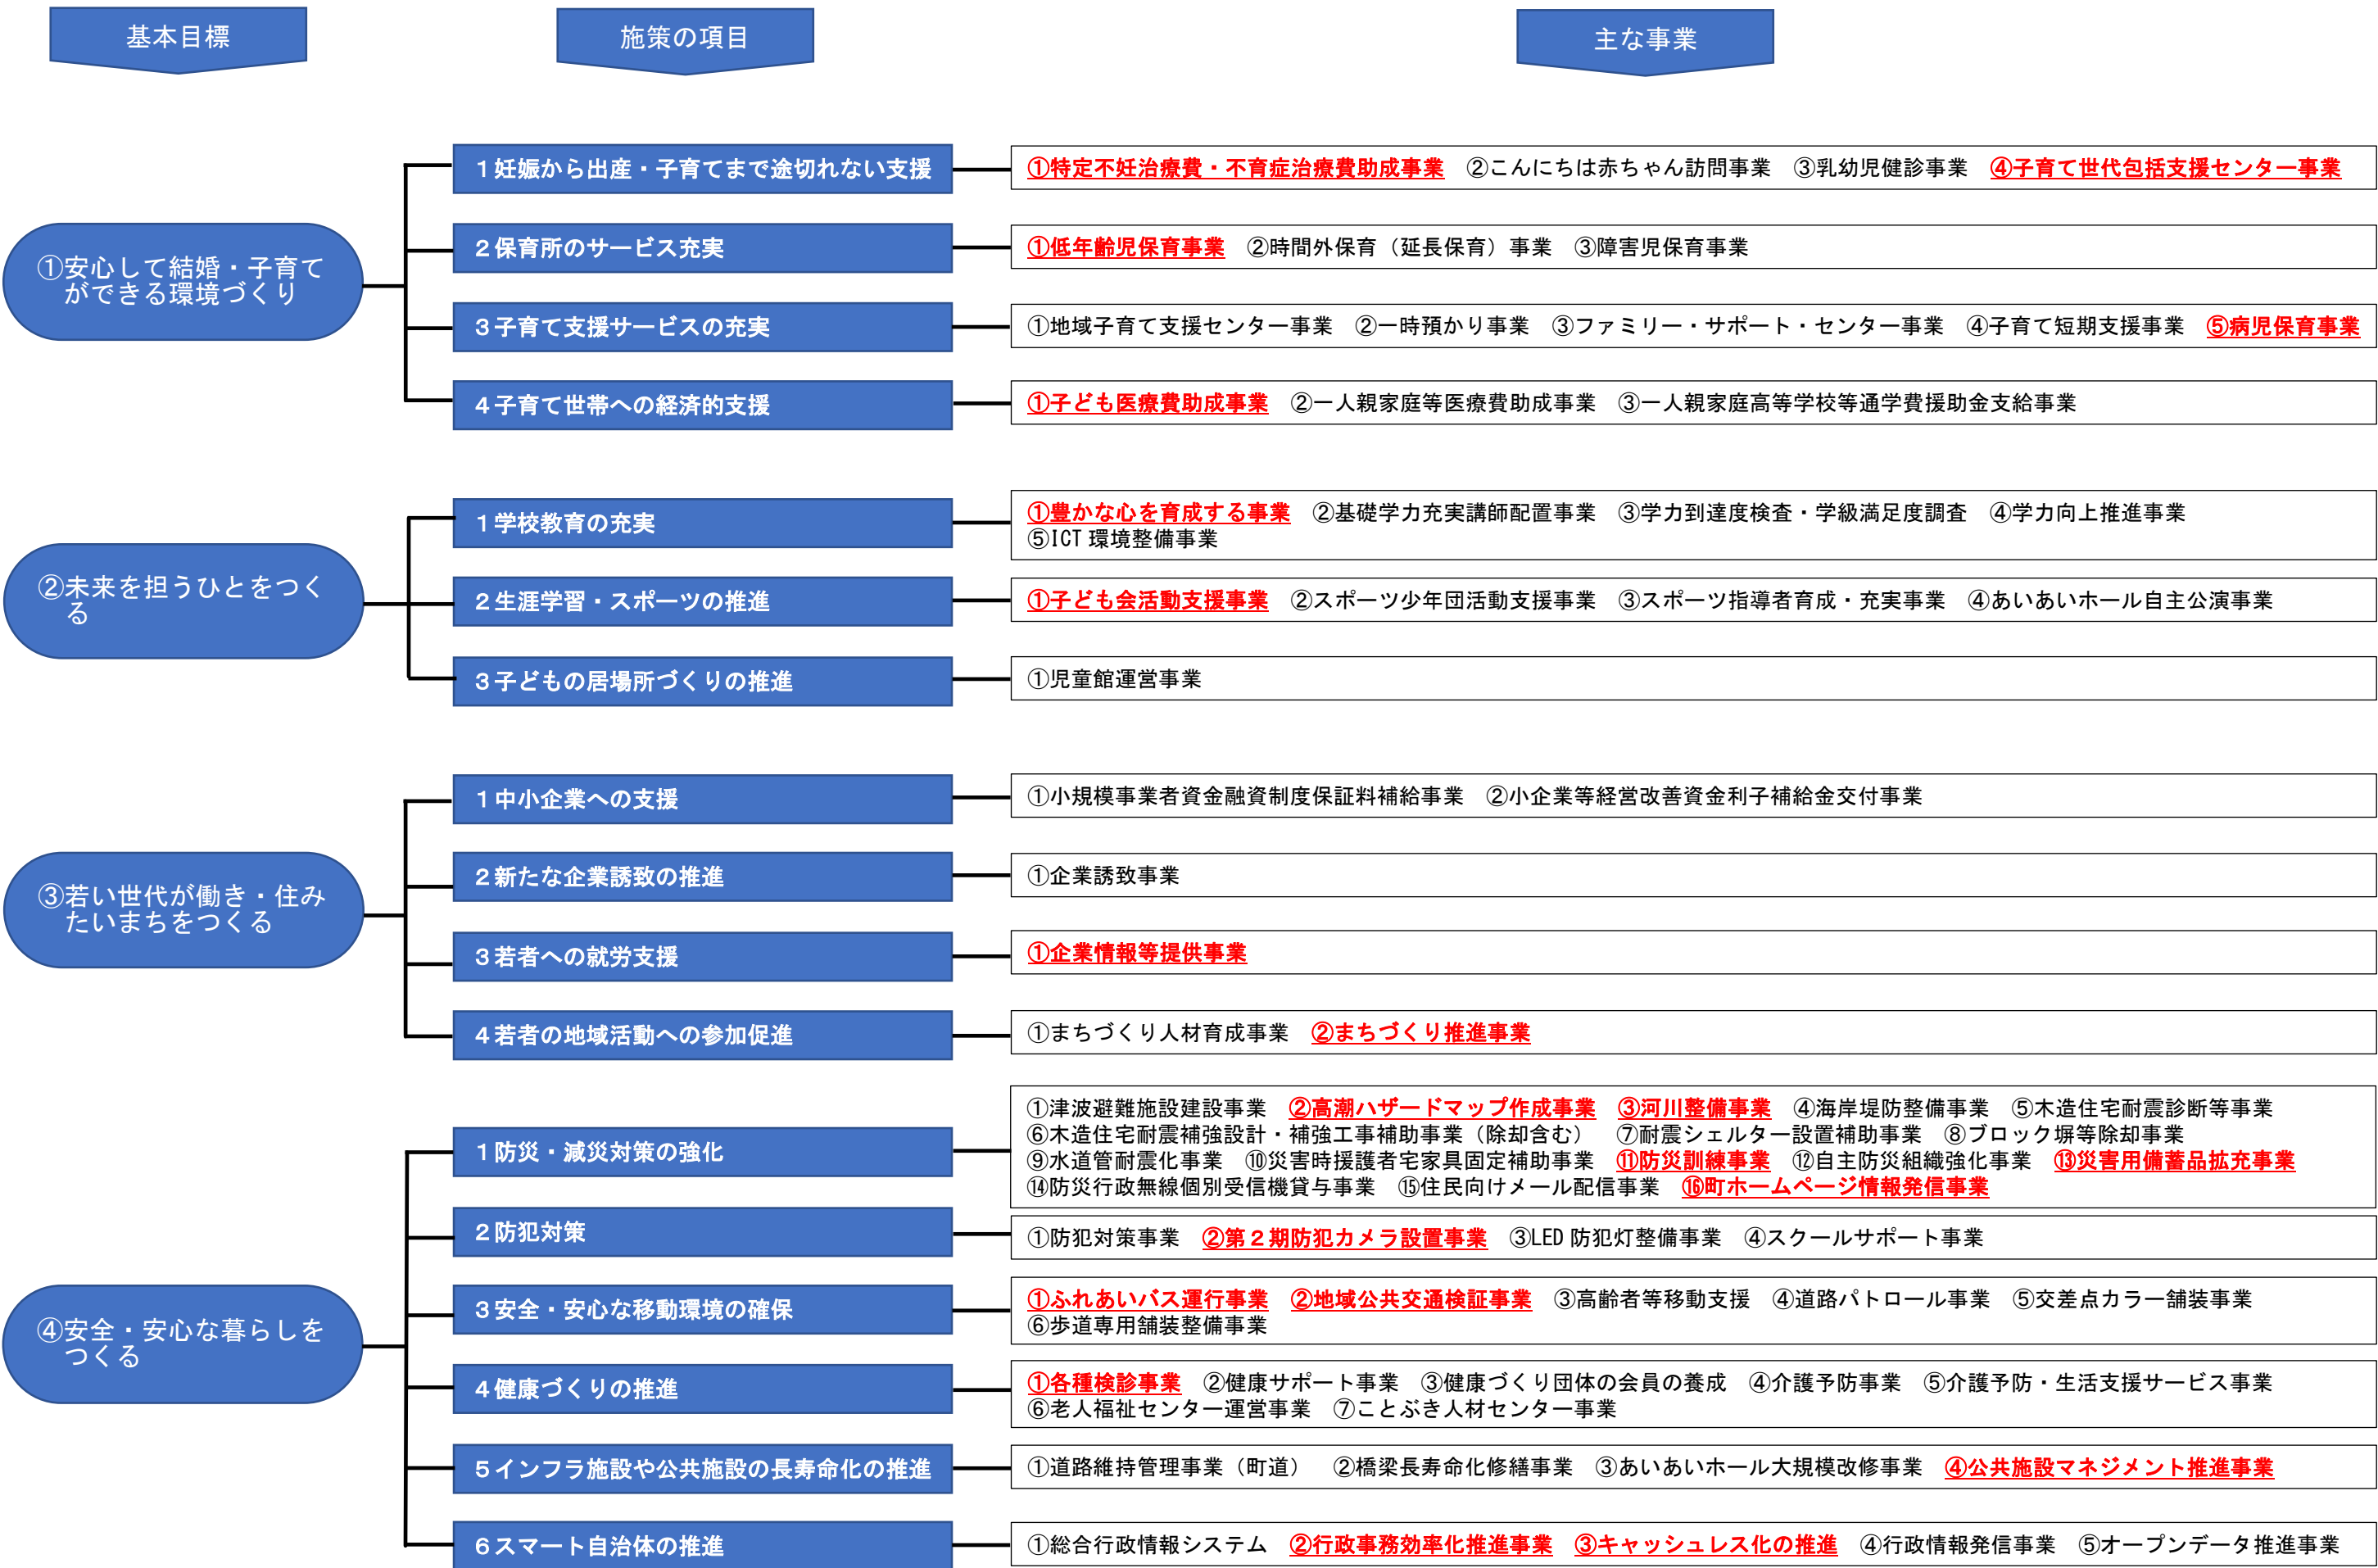 基本目標
施策の項目
主な事業
①安心して結婚・子育て
ができる環境づくり
１妊娠から出産・子育てまで途切れない支援
①特定不妊治療費・不育症治療費助成事業　②こんにちは赤ちゃん訪問事業　③乳幼児健診事業　④子育て世代包括支援センター事業
２保育所のサービス充実
①低年齢児保育事業　②時間外保育（延長保育）事業　③障害児保育事業
３子育て支援サービスの充実
①地域子育て支援センター事業　②一時預かり事業　③ファミリー・サポート・センター事業　④子育て短期支援事業　⑤病児保育事業
４子育て世帯への経済的支援
①子ども医療費助成事業　②一人親家庭等医療費助成事業　③一人親家庭高等学校等通学費援助金支給事業
②未来を担うひとをつく
る
１学校教育の充実
①豊かな心を育成する事業　②基礎学力充実講師配置事業　③学力到達度検査・学級満足度調査　④学力向上推進事業
⑤ICT 環境整備事業
２生涯学習・スポーツの推進
①子ども会活動支援事業　②スポーツ少年団活動支援事業　③スポーツ指導者育成・充実事業　④あいあいホール自主公演事業
３子どもの居場所づくりの推進
①児童館運営事業
③若い世代が働き・住み
たいまちをつくる
１中小企業への支援
①小規模事業者資金融資制度保証料補給事業　②小企業等経営改善資金利子補給金交付事業
２新たな企業誘致の推進
①企業誘致事業
３若者への就労支援
①企業情報等提供事業
４若者の地域活動への参加促進
①まちづくり人材育成事業　②まちづくり推進事業
④安全・安心な暮らしを
つくる
１防災・減災対策の強化
①津波避難施設建設事業　②高潮ハザードマップ作成事業　③河川整備事業　④海岸堤防整備事業　⑤木造住宅耐震診断等事業
⑥木造住宅耐震補強設計・補強工事補助事業（除却含む）　⑦耐震シェルター設置補助事業　⑧ブロック塀等除却事業
⑨水道管耐震化事業　⑩災害時援護者宅家具固定補助事業　⑪防災訓練事業　⑫自主防災組織強化事業　⑬災害用備蓄品拡充事業
⑭防災行政無線個別受信機貸与事業　⑮住民向けメール配信事業　⑯町ホームページ情報発信事業
２防犯対策
①防犯対策事業　②第２期防犯カメラ設置事業　③LED 防犯灯整備事業　④スクールサポート事業
３安全・安心な移動環境の確保
①ふれあいバス運行事業　②地域公共交通検証事業　③高齢者等移動支援　④道路パトロール事業　⑤交差点カラー舗装事業
⑥歩道専用舗装整備事業
４健康づくりの推進
①各種検診事業　②健康サポート事業　③健康づくり団体の会員の養成　④介護予防事業　⑤介護予防・生活支援サービス事業
⑥老人福祉センター運営事業　⑦ことぶき人材センター事業
５インフラ施設や公共施設の長寿命化の推進
①道路維持管理事業（町道）　②橋梁長寿命化修繕事業　③あいあいホール大規模改修事業　④公共施設マネジメント推進事業
６スマート自治体の推進
①総合行政情報システム　②行政事務効率化推進事業　③キャッシュレス化の推進　④行政情報発信事業　⑤オープンデータ推進事業